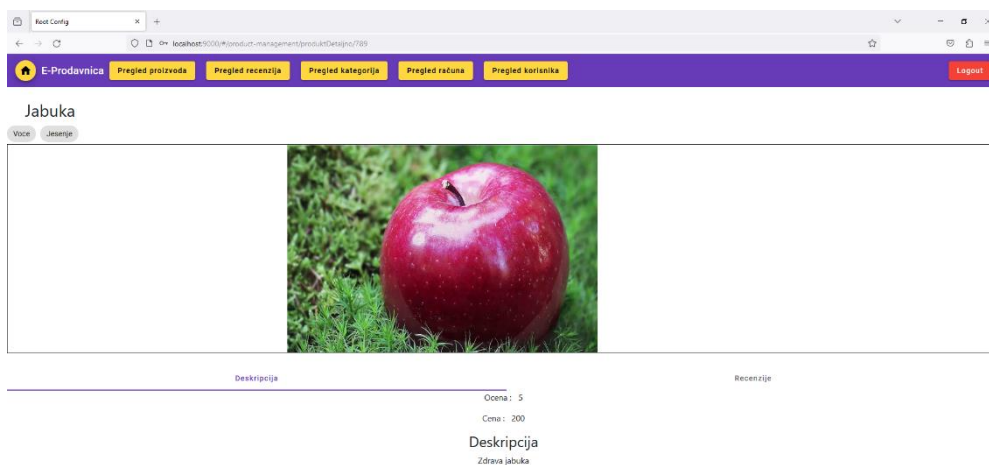 Root Config
localhost:9000/#/product-management/produktDetaljno/789
E-Prodavnica Pregled proizvoda Pregled recenzija Pregled kategorija Pregled računa Pregled korisnika Logout
Jabuka
Voce Jesenje
Deskripcija Recenzije
Ocena: 5
Cena: 200
Deskripcija
Zdrava jabuka